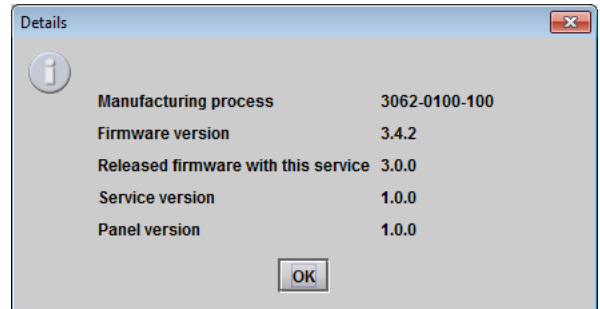 Details
Manufacturing process 3062-0100-100
Firmware version 3.4.2
Released firmware with this service 3.0.0
Service version 1.0.0
Panel version 1.0.0
OK